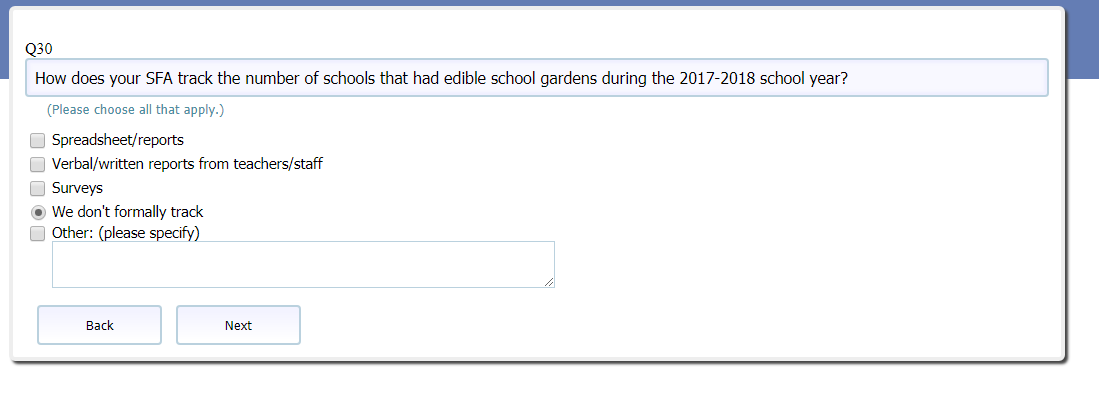 Q30
How does your SFA track the number of schools that had edible school gardens during the 2017-2018 school year?
(Please choose all that apply.)
Spreadsheet/reports
Verbal/written reports from teachers/staff
Surveys
We don't formally track
Other: (please specify)
Back Next